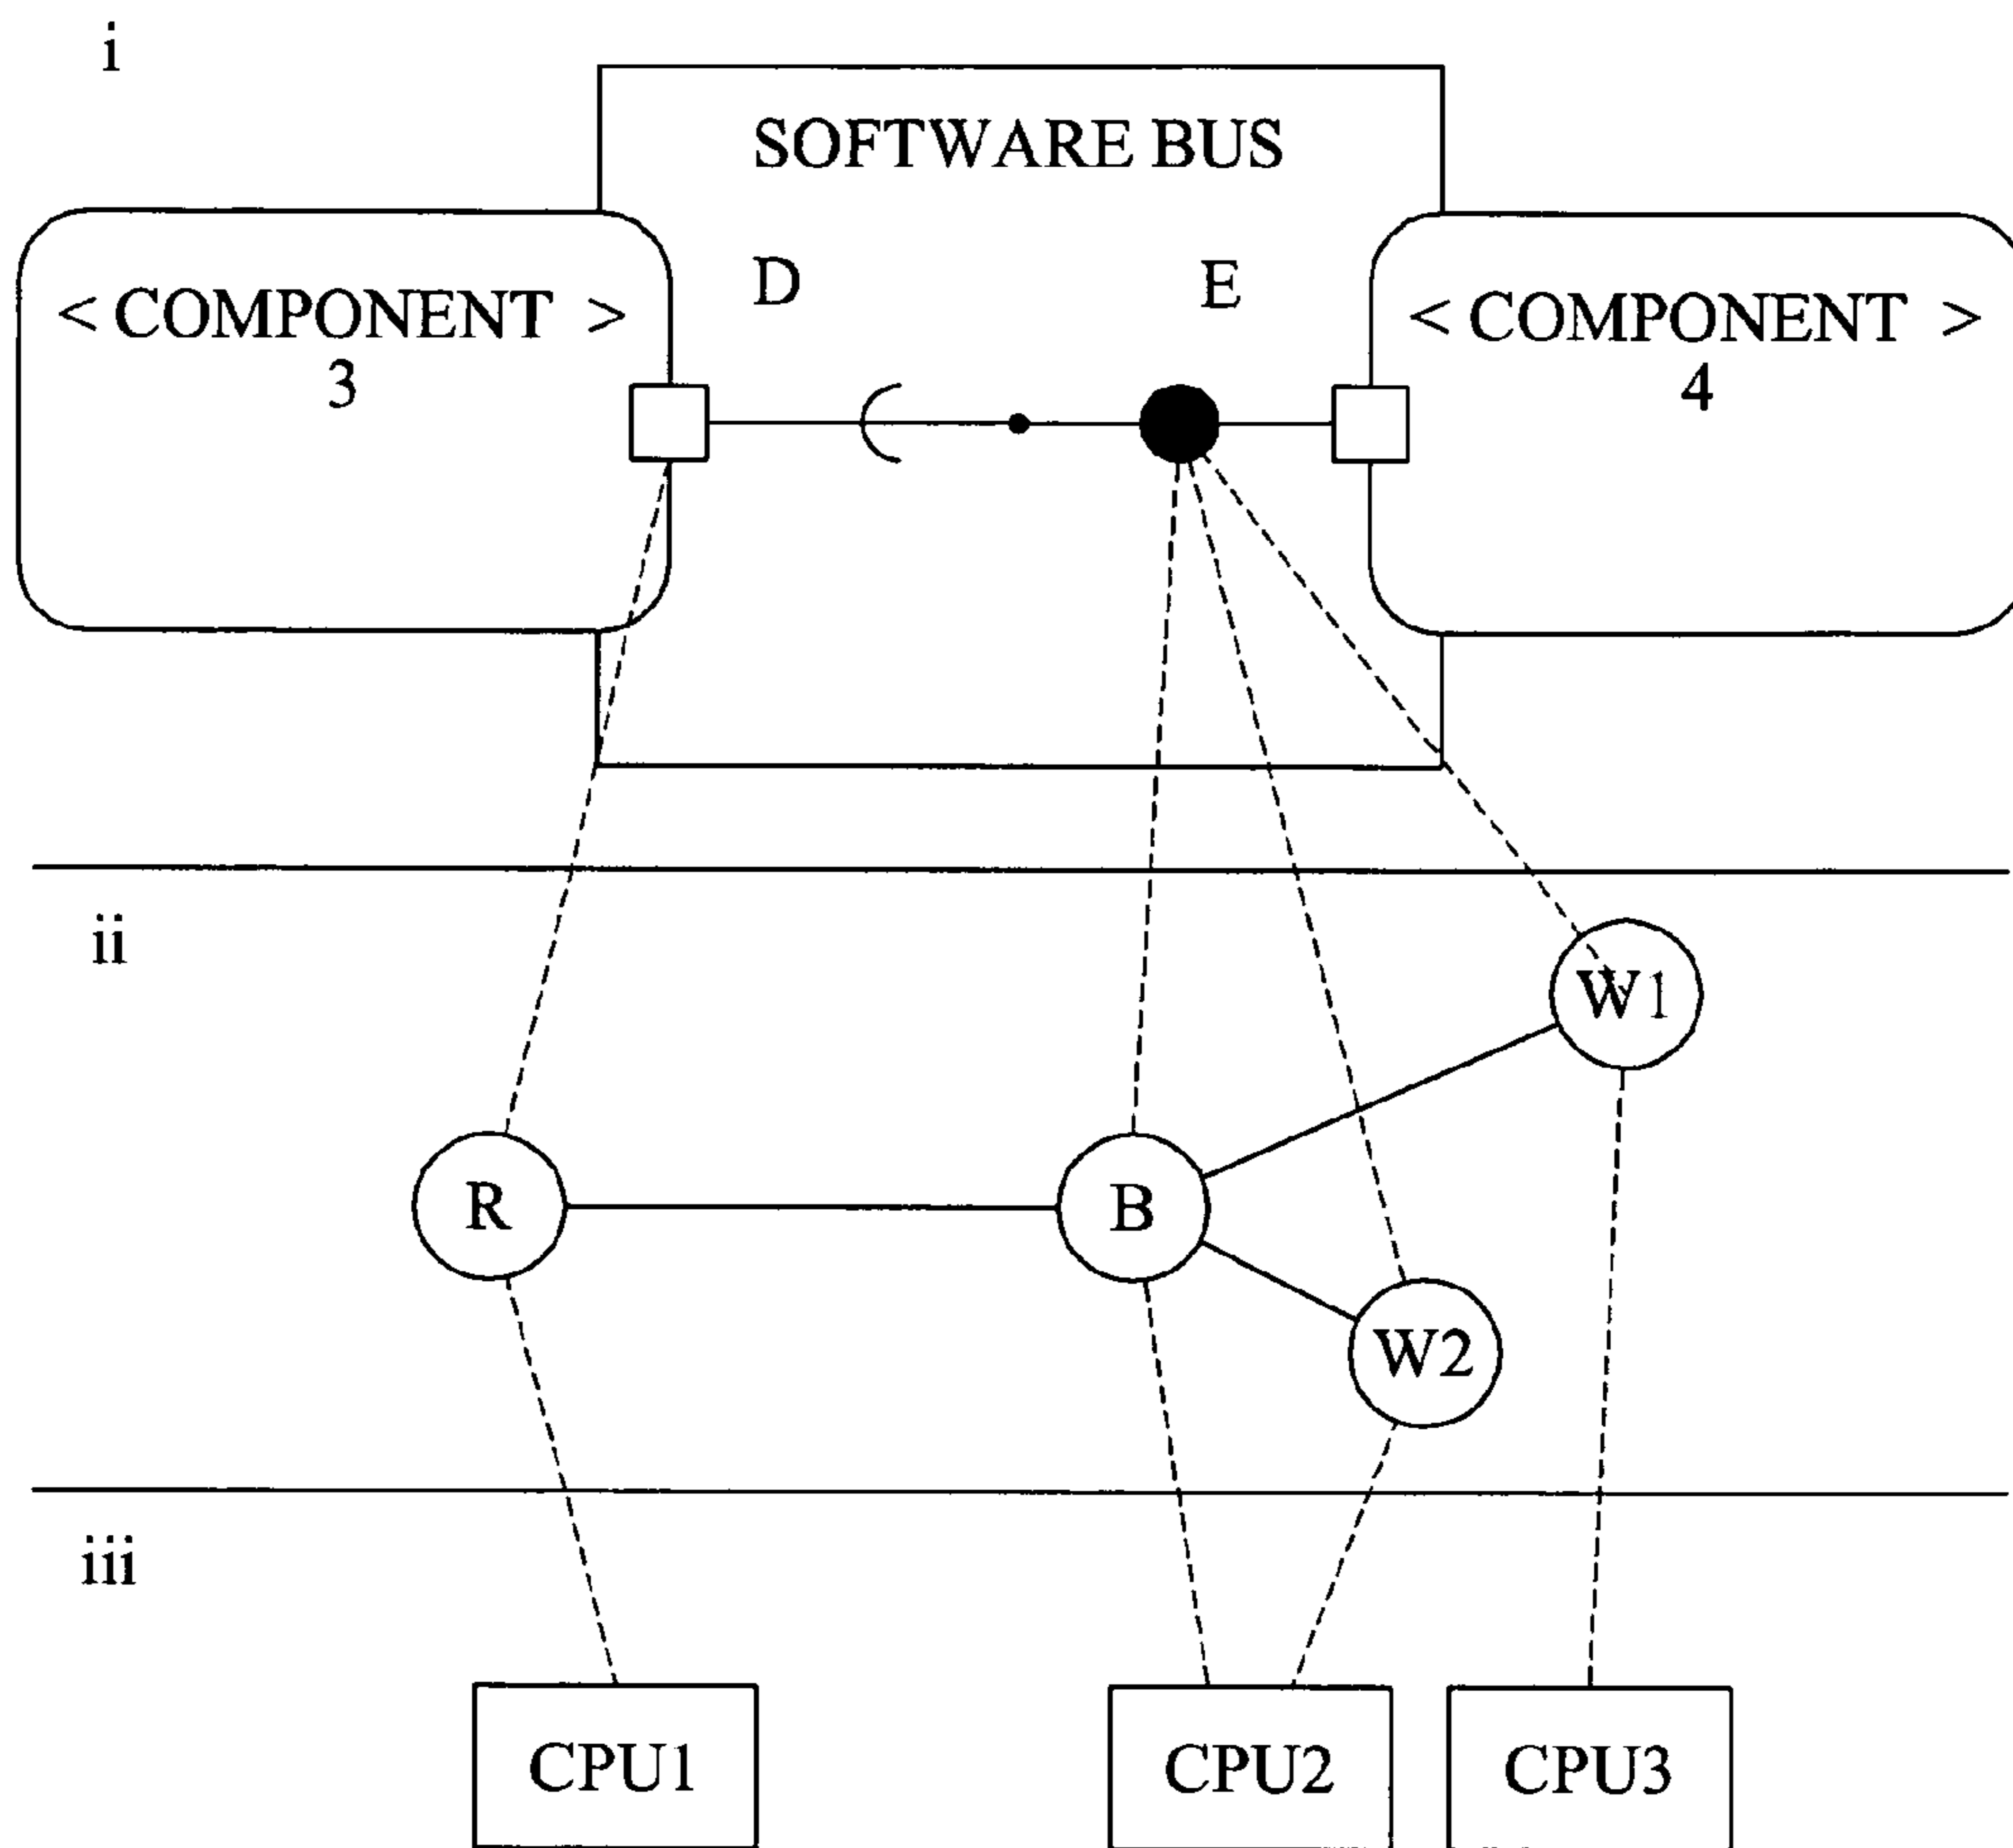 i
SOFTWARE BUS
D
E
< COMPONENT >
3
< COMPONENT >
4
ii
W1
R
B
W2
iii
CPU1
CPU2
CPU3